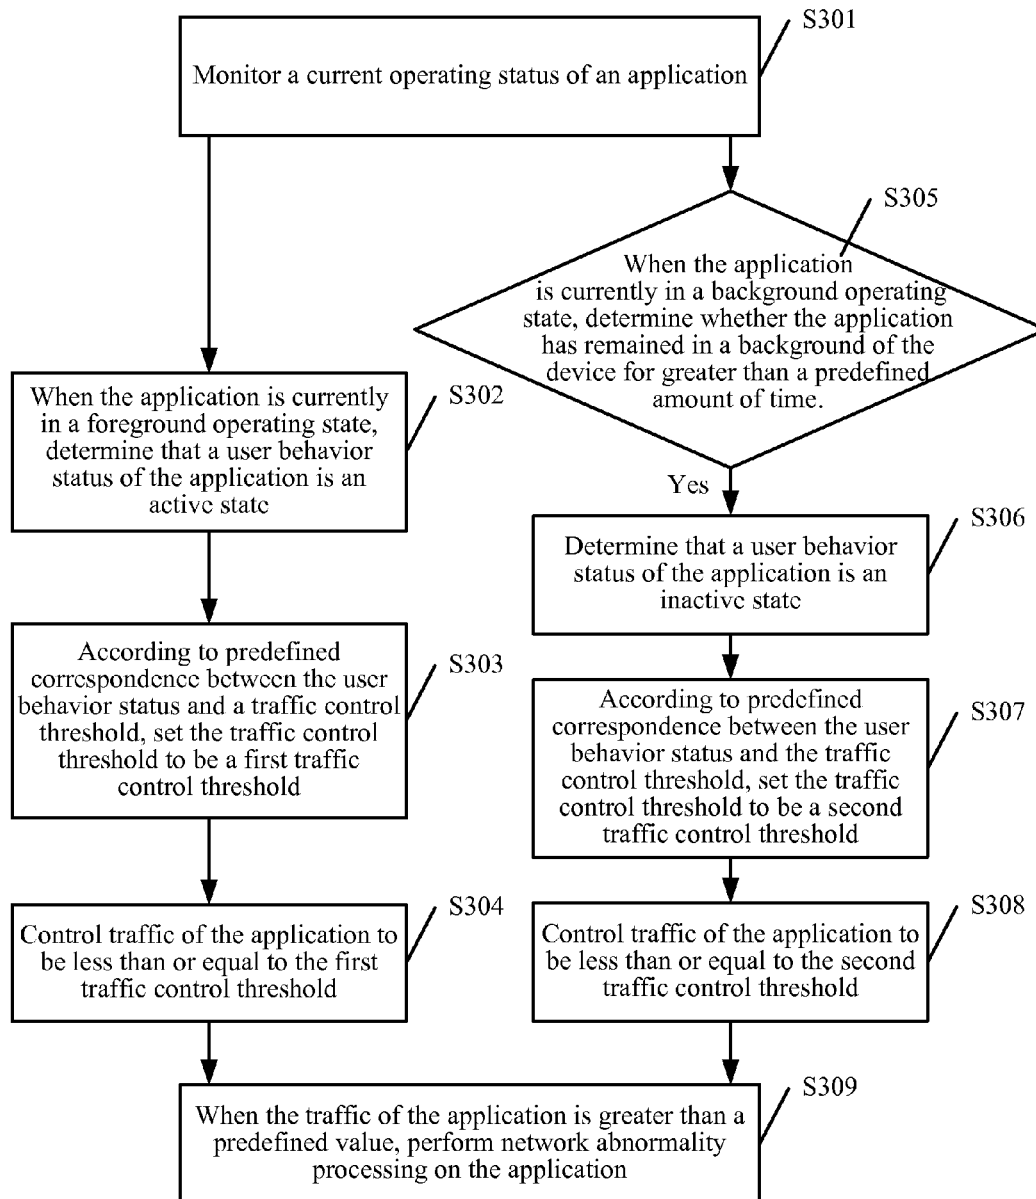 S301
Monitor a current operating status of an application
S305
When the application
is currently in a background operating
state, determine whether the application
has remained in a background of the
device for greater than a predefined
amount of time.
S302
When the application is currently
in a foreground operating state,
determine that a user behavior
status of the application is an
active state
Yes
S306
Determine that a user behavior
status of the application is an
inactive state
S303
According to predefined
correspondence between the user
behavior status and a traffic control
threshold, set the traffic control
threshold to be a first traffic
control threshold
S307
According to predefined
correspondence between the user
behavior status and the traffic
control threshold, set the traffic
control threshold to be a second
traffic control threshold
S304
Control traffic of the application to
be less than or equal to the first
traffic control threshold
S308
Control traffic of the application to
be less than or equal to the second
traffic control threshold
S309
When the traffic of the application is greater than a
predefined value, perform network abnormality
processing on the application